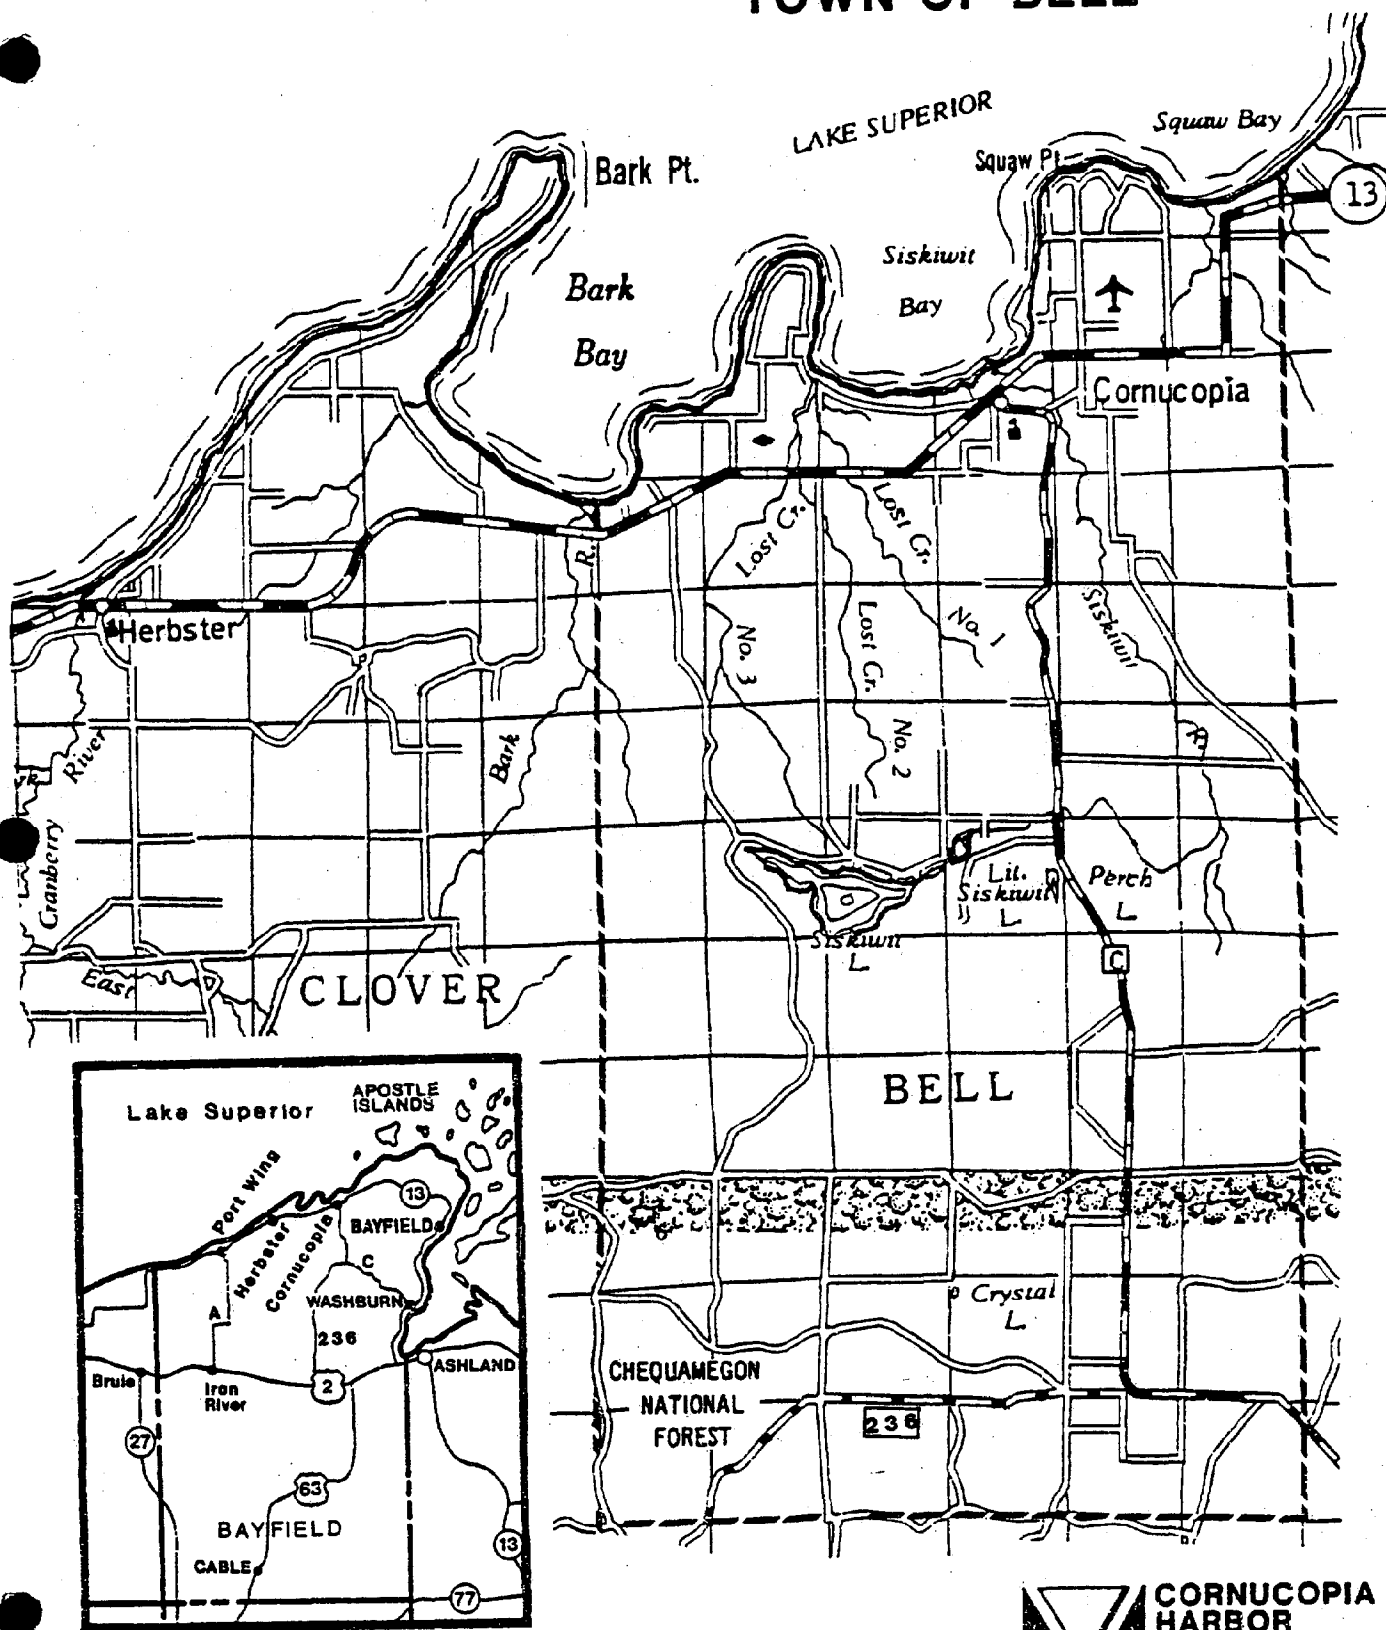 TOWN OF BELL
LAKE SUPERIOR
Squaw Bay
Squaw Pt.
Bark Pt.
13
Siskiwit
Bay
Bark
Bay
Cornucopia
Lost Cr.
Lost Cr.
No. 1
R.
Siskiwit
R.
Herbster
No. 3
Lost Cr.
No. 2
River
Bark
Cranberry
Lit.
Siskiwit
L
Perch
L
Siskiwit
L
C
East
CLOVER
BELL
Lake Superior
APOSTLE
ISLANDS
Port Wing
Herbster
Cornucopia
13
BAYFIELD
C
WASHBURN
A
236
ASHLAND
Brule
Iron
River
2
27
63
BAYFIELD
13
CABLE
77
Crystal
L
CHEQUAMEGON
NATIONAL
FOREST
236
CORNUCOPIA
HARBOR